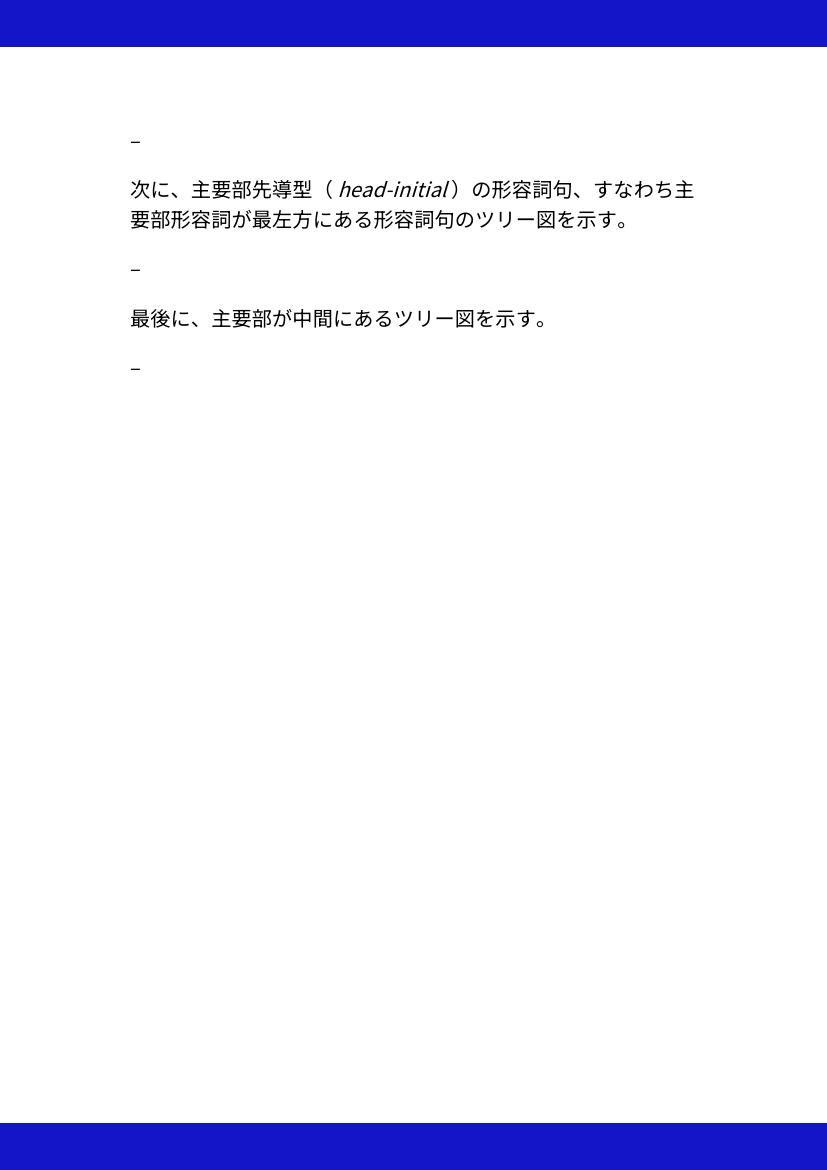 –
次に、主要部先導型（ head-initial ）の形容詞句、すなわち主
要部形容詞が最左方にある形容詞句のツリー図を示す。
–
最後に、主要部が中間にあるツリー図を示す。
–